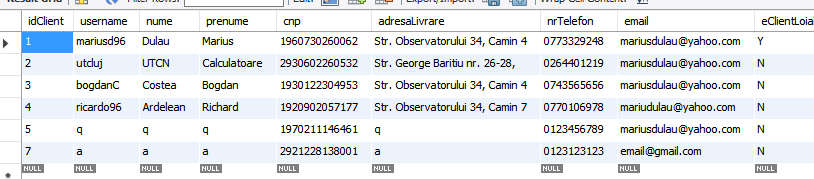 Result Grid Filter Rows: Edit: Export/Import: Wrap Cell Content:
idClient username nume prenume cnp adresaLivrare nrTelefon email eClientLoial
1 mariusd96 Dulau Marius 1960730260062 Str. Observatorului 34, Camin 4 0773329248 mariusdulau@yahoo.com Y
2 utcluj UTCN Calculatoare 2930602260532 Str. George Baritiu nr. 26-28, 0264401219 mariusdulau@yahoo.com N
3 bogdanC Costea Bogdan 1930122304953 Str. Observatorului 34, Camin 4 0743565656 mariusdulau@yahoo.com N
4 ricardo96 Ardelean Richard 1920902057177 Str. Observatorului 34, Camin 7 0770106978 mariudulau@yahoo.com N
5 q q q 1970211146461 q 0123456789 mariusdulau@yahoo.com N
7 a a a 2921228138001 a 0123123123 email@gmail.com N
NULL NULL NULL NULL NULL NULL NULL NULL NULL